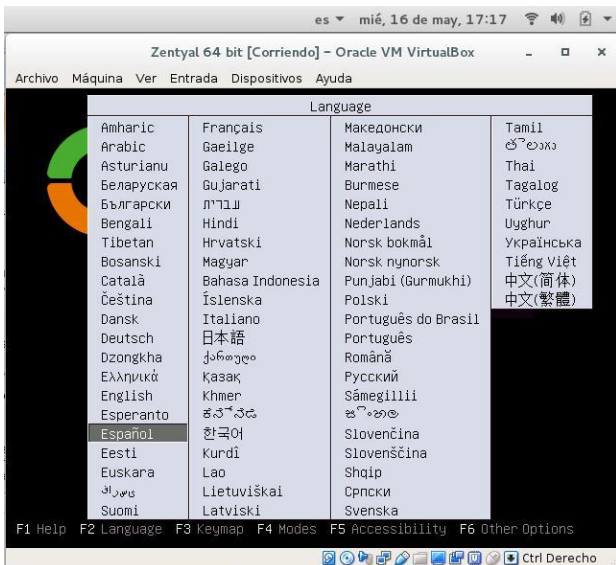 es mié, 16 de may, 17:17
Zentyal 64 bit [Corriendo] - Oracle VM VirtualBox
Archivo Máquina Ver Entrada Dispositivos Ayuda
Language
Amharic
Arabic
Asturianu
Беларуская
Български
Bengali
Tibetan
Bosanski
Català
Čeština
Dansk
Deutsch
Dzongkha
Ελληνικά
English
Esperanto
Español
Eesti
Euskara
Suomi
Français
Gaeilge
Galego
Gujarati
עברית
Hindi
Hrvatski
Magyar
Bahasa Indonesia
Íslenska
Italiano
日本語
ქართული
Қазақ
Khmer
한국어
Kurdî
Lao
Lietuviškai
Latviski
Македонски
Malayalam
Marathi
Burmese
Nepali
Nederlands
Norsk bokmål
Norsk nynorsk
Punjabi (Gurmukhi)
Polski
Português do Brasil
Português
Română
Русский
Sámegillii
Slovenčina
Slovenščina
Shqip
Српски
Svenska
Tamil
Thai
Tagalog
Türkçe
Uyghur
Українська
Tiếng Việt
中文(简体)
中文(繁體)
F1 Help F2 Language F3 Keymap F4 Modes F5 Accessibility F6 Other Options
Ctrl Derecho